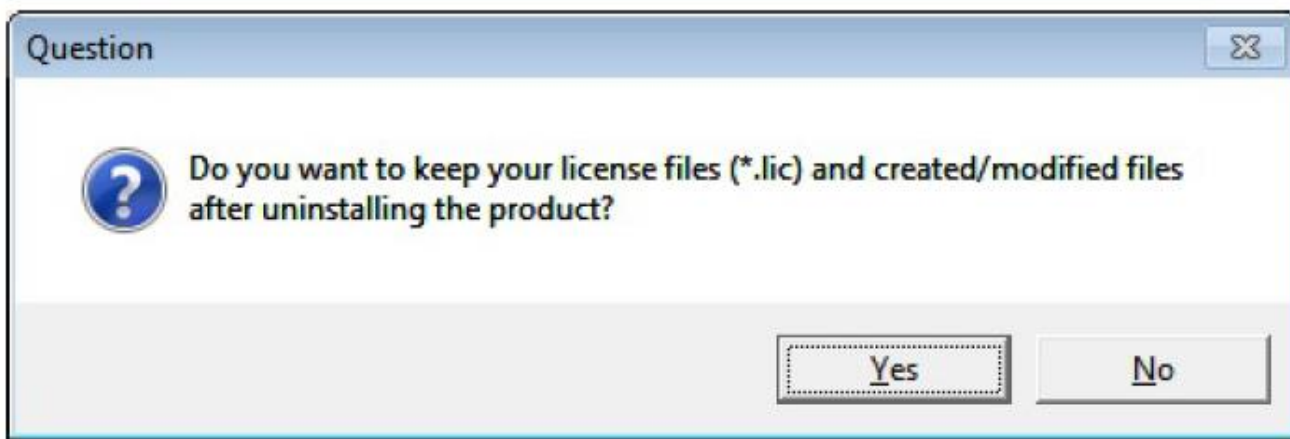 Question
Do you want to keep your license files (*.lic) and created/modified files
after uninstalling the product?
Yes
No